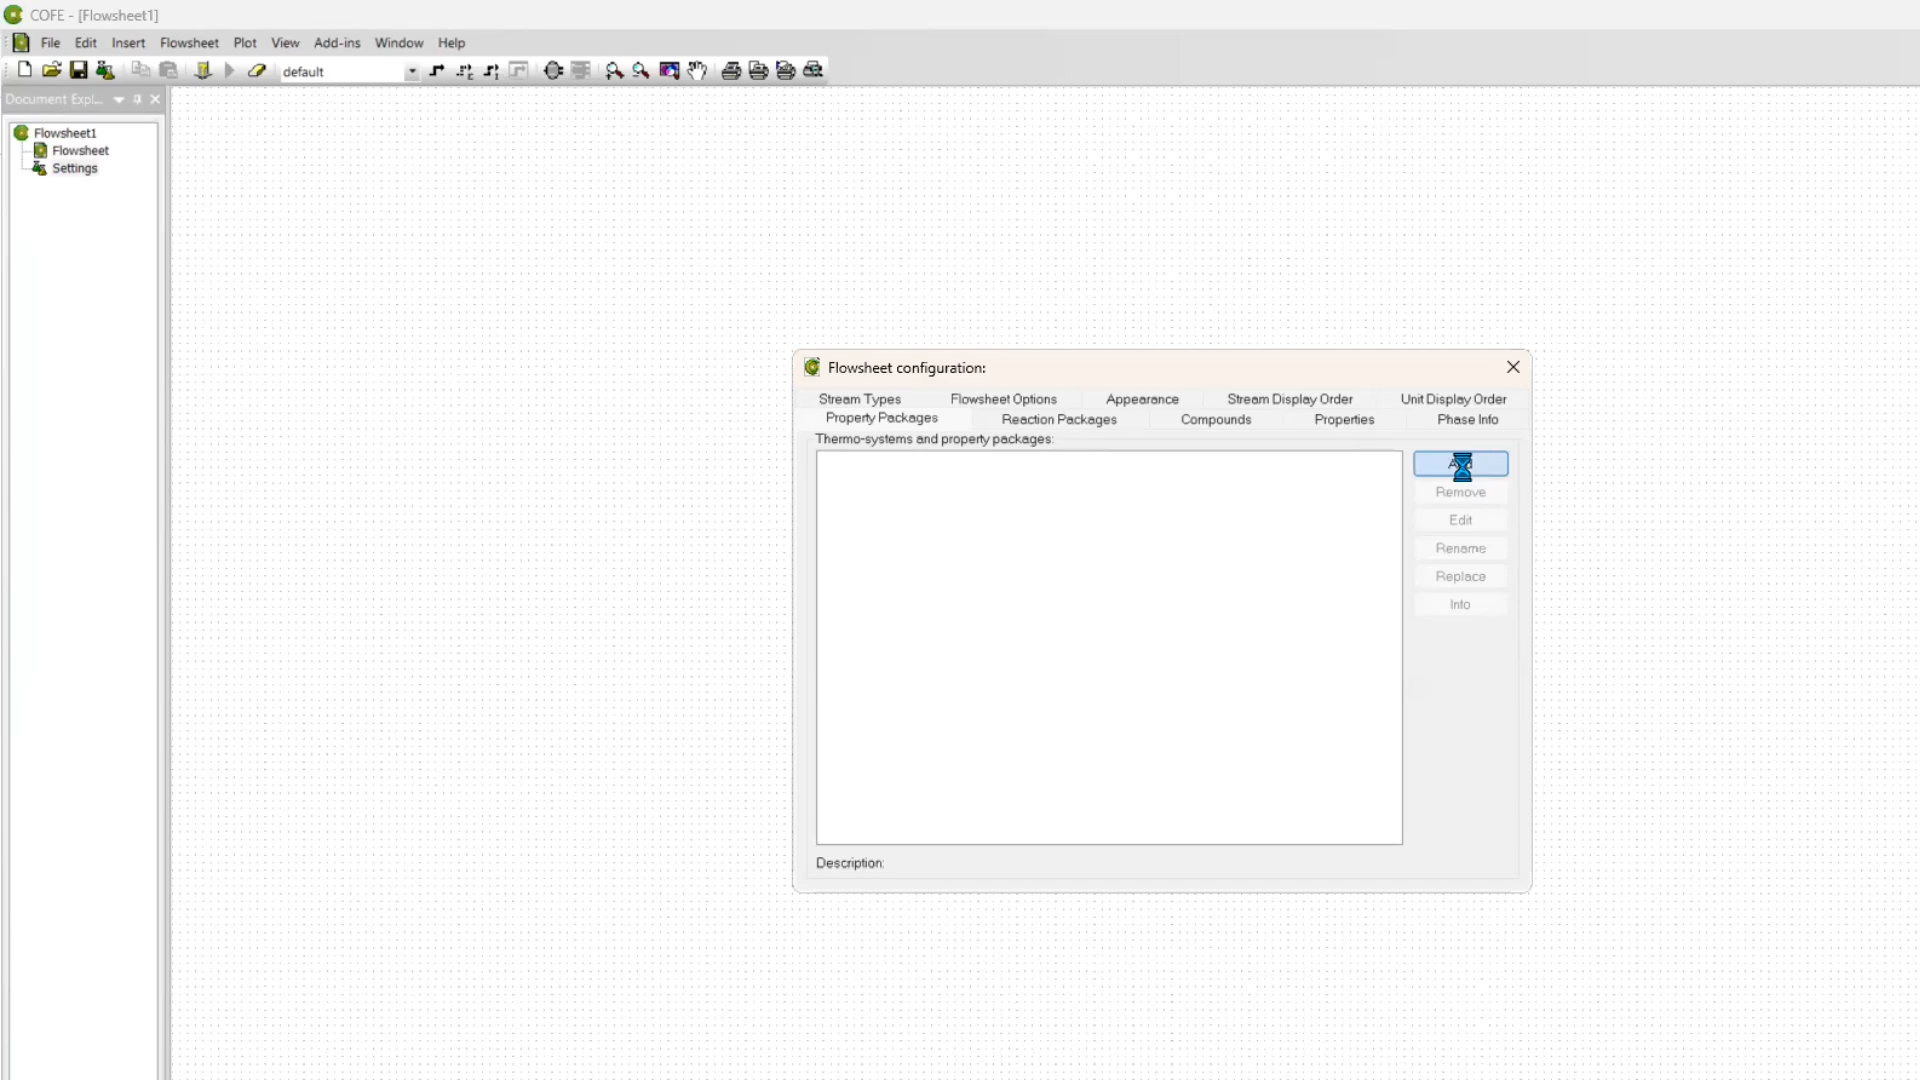 COFE - [Flowsheet1]
File Edit Insert Flowsheet Plot View Add-ins Window Help
default
Document Expl...
Flowsheet1
Flowsheet
Settings
Flowsheet configuration:
Stream Types Flowsheet Options Appearance Stream Display Order Unit Display Order
Property Packages Reaction Packages Compounds Properties Phase Info
Thermo-systems and property packages:
Remove
Edit
Rename
Replace
Info
Description: